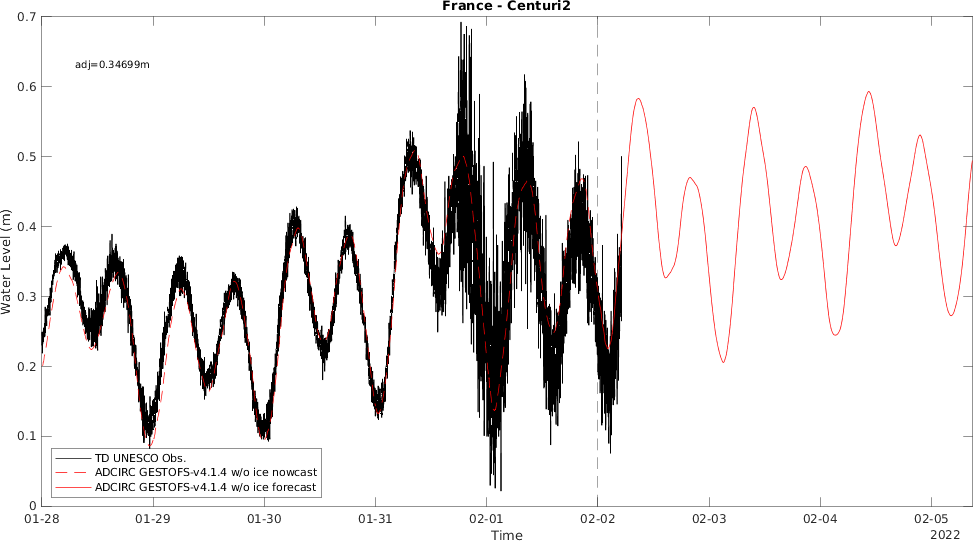 France - Centuri2
adj=0.34699m
Water Level (m)
0.7
0.6
0.5
0.4
0.3
0.2
0.1
0
TD UNESCO Obs.
ADCIRC GESTOFS-v4.1.4 w/o ice nowcast
ADCIRC GESTOFS-v4.1.4 w/o ice forecast
01-28 01-29 01-30 01-31 02-01 02-02 02-03 02-04 02-05
Time
2022